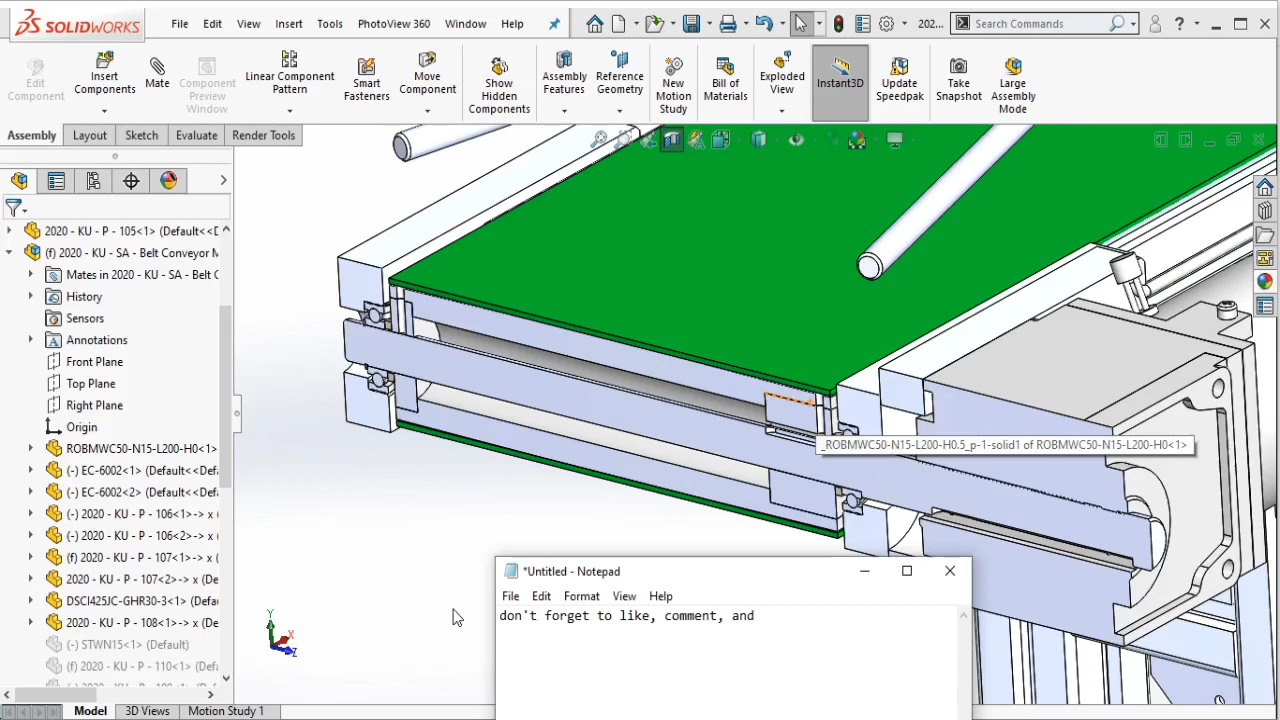 SOLIDWORKS
File Edit View Insert Tools PhotoView 360 Window Help
202...
Search Commands
Edit Component
Insert Components
Mate
Component Preview Window
Linear Component Pattern
Smart Fasteners
Move Component
Show Hidden Components
Assembly Features
Reference Geometry
New Motion Study
Bill of Materials
Exploded View
Instant3D
Update Speedpak
Take Snapshot
Large Assembly Mode
Assembly Layout Sketch Evaluate Render Tools
2020 - KU - P - 105<1> (Default<<D
(f) 2020 - KU - SA - Belt Conveyor M
Mates in 2020 - KU - SA - Belt C
History
Sensors
Annotations
Front Plane
Top Plane
Right Plane
Origin
ROBMWC50-N15-L200-H0<1>
(-) EC-6002<1> (Default<<Def
(-) EC-6002<2> (Default<<Def
(-) 2020 - KU - P - 106<1>-> x (
(-) 2020 - KU - P - 106<2>-> x (
(f) 2020 - KU - P - 107<1>-> x (
2020 - KU - P - 107<2>-> x (De
DSCI425JC-GHR30-3<1> (Defau
2020 - KU - P - 108<1>-> x (De
(-) STWN15<1> (Default)
(f) 2020 - KU - P - 110<1> (Defa
_ROBMWC50-N15-L200-H0.5_p-1-solid1 of ROBMWC50-N15-L200-H0<1>
Y
X
Z
*Untitled - Notepad
File Edit Format View Help
don't forget to like, comment, and
Model 3D Views Motion Study 1